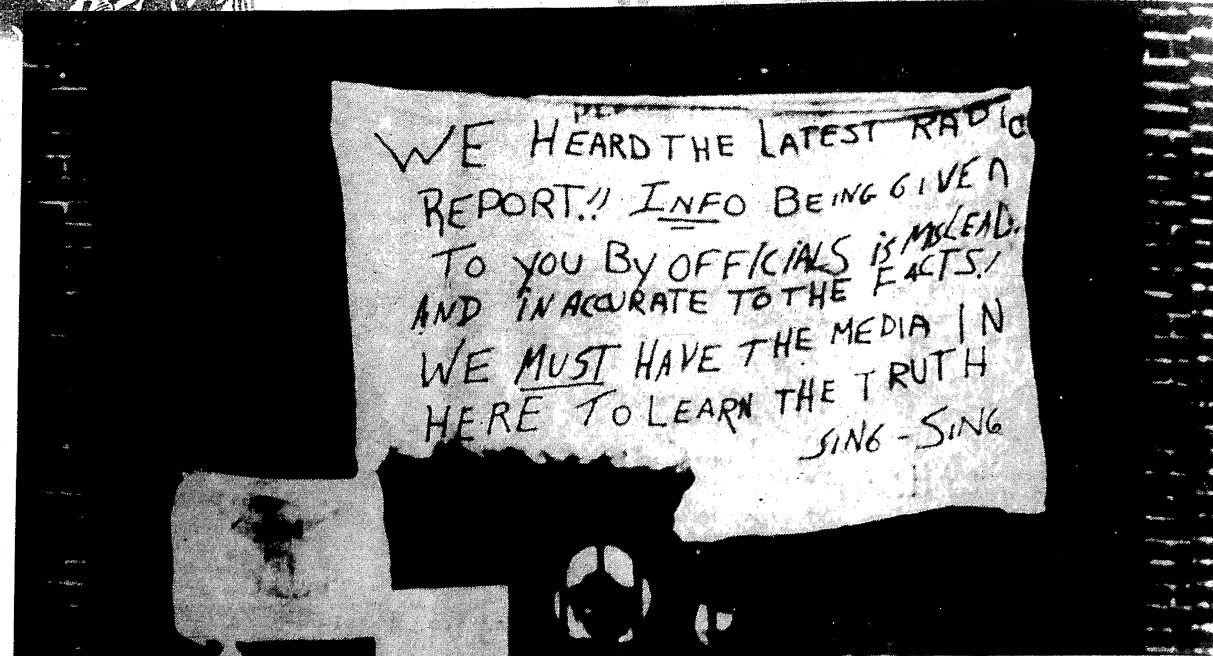 WE HEARD THE LATEST RADIO
REPORT!! INFO BEING GIVEN
TO YOU BY OFFICIALS IS MISLEAD.
AND INACCURATE TO THE FACTS!
WE MUST HAVE THE MEDIA IN
HERE TO LEARN THE TRUTH
SING-SING